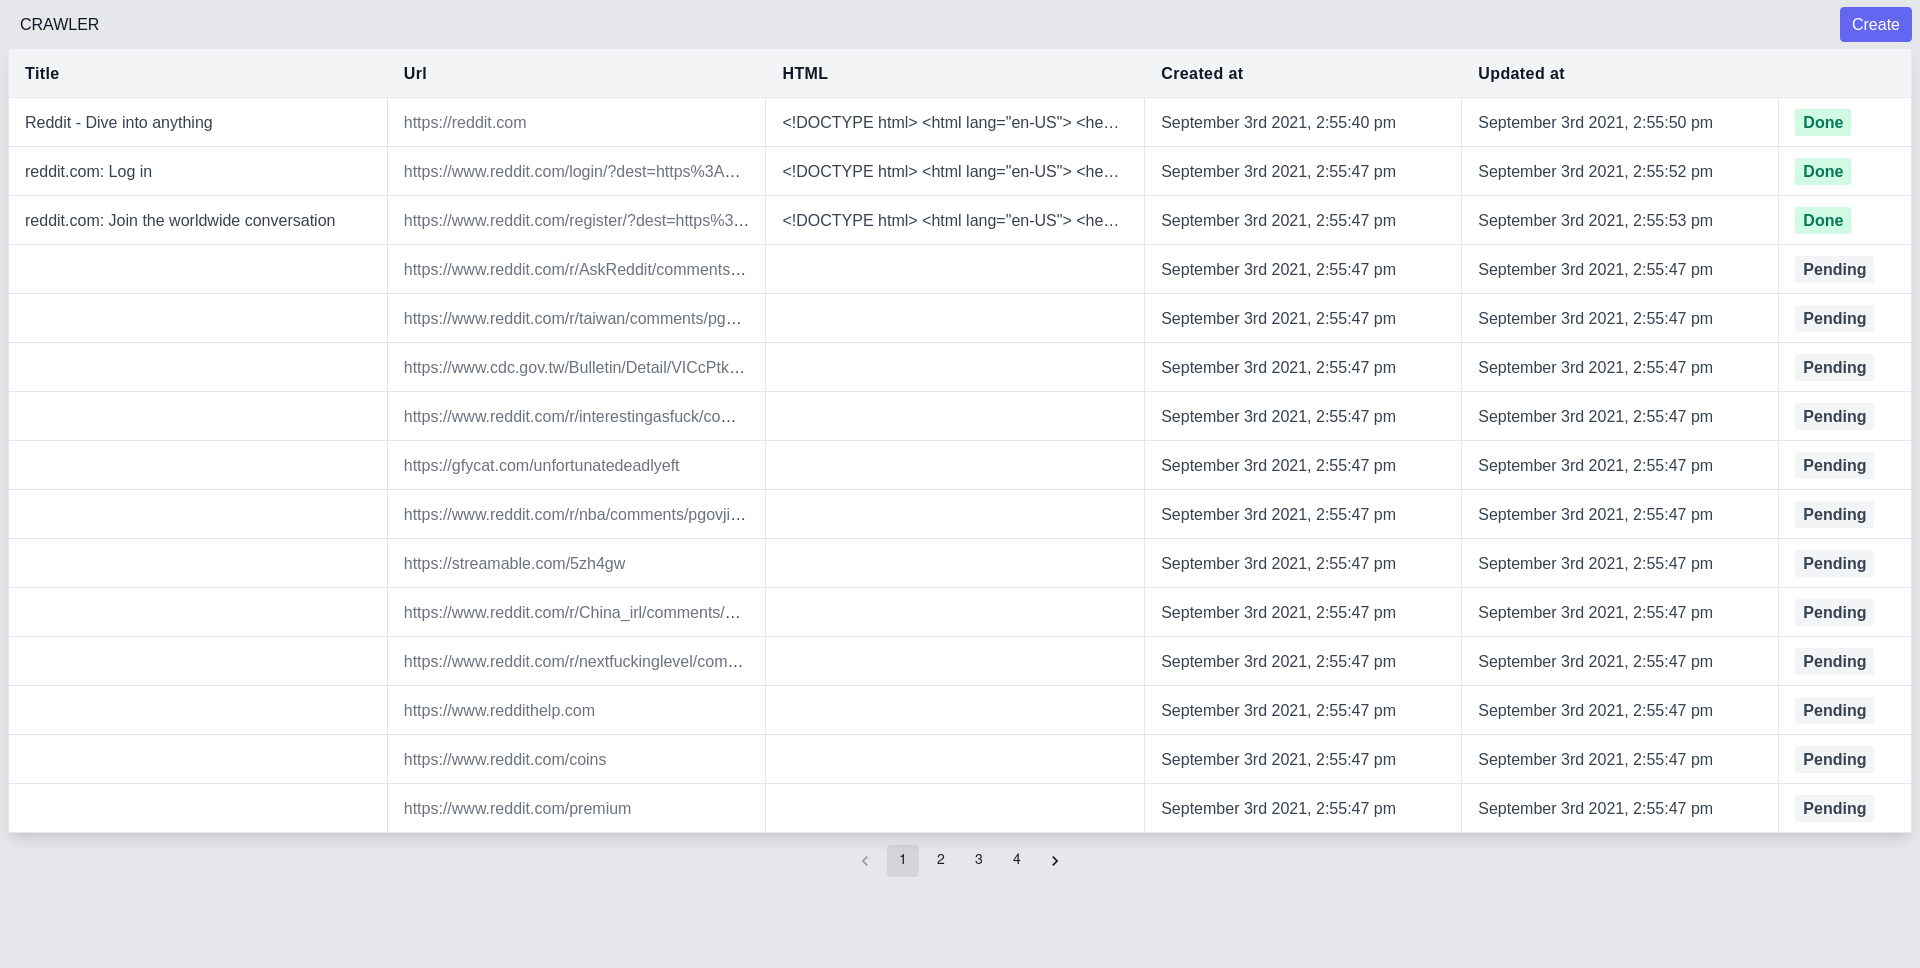 CRAWLER Create
Title Url HTML Created at Updated at
Reddit - Dive into anything https://reddit.com <!DOCTYPE html> <html lang="en-US"> <he… September 3rd 2021, 2:55:40 pm September 3rd 2021, 2:55:50 pm Done
reddit.com: Log in https://www.reddit.com/login/?dest=https%3A… <!DOCTYPE html> <html lang="en-US"> <he… September 3rd 2021, 2:55:47 pm September 3rd 2021, 2:55:52 pm Done
reddit.com: Join the worldwide conversation https://www.reddit.com/register/?dest=https%3… <!DOCTYPE html> <html lang="en-US"> <he… September 3rd 2021, 2:55:47 pm September 3rd 2021, 2:55:53 pm Done
https://www.reddit.com/r/AskReddit/comments… September 3rd 2021, 2:55:47 pm September 3rd 2021, 2:55:47 pm Pending
https://www.reddit.com/r/taiwan/comments/pg… September 3rd 2021, 2:55:47 pm September 3rd 2021, 2:55:47 pm Pending
https://www.cdc.gov.tw/Bulletin/Detail/VICcPtk… September 3rd 2021, 2:55:47 pm September 3rd 2021, 2:55:47 pm Pending
https://www.reddit.com/r/interestingasfuck/co… September 3rd 2021, 2:55:47 pm September 3rd 2021, 2:55:47 pm Pending
https://gfycat.com/unfortunatedeadlyeft September 3rd 2021, 2:55:47 pm September 3rd 2021, 2:55:47 pm Pending
https://www.reddit.com/r/nba/comments/pgovji… September 3rd 2021, 2:55:47 pm September 3rd 2021, 2:55:47 pm Pending
https://streamable.com/5zh4gw September 3rd 2021, 2:55:47 pm September 3rd 2021, 2:55:47 pm Pending
https://www.reddit.com/r/China_irl/comments/… September 3rd 2021, 2:55:47 pm September 3rd 2021, 2:55:47 pm Pending
https://www.reddit.com/r/nextfuckinglevel/com… September 3rd 2021, 2:55:47 pm September 3rd 2021, 2:55:47 pm Pending
https://www.reddithelp.com September 3rd 2021, 2:55:47 pm September 3rd 2021, 2:55:47 pm Pending
https://www.reddit.com/coins September 3rd 2021, 2:55:47 pm September 3rd 2021, 2:55:47 pm Pending
https://www.reddit.com/premium September 3rd 2021, 2:55:47 pm September 3rd 2021, 2:55:47 pm Pending
1 2 3 4